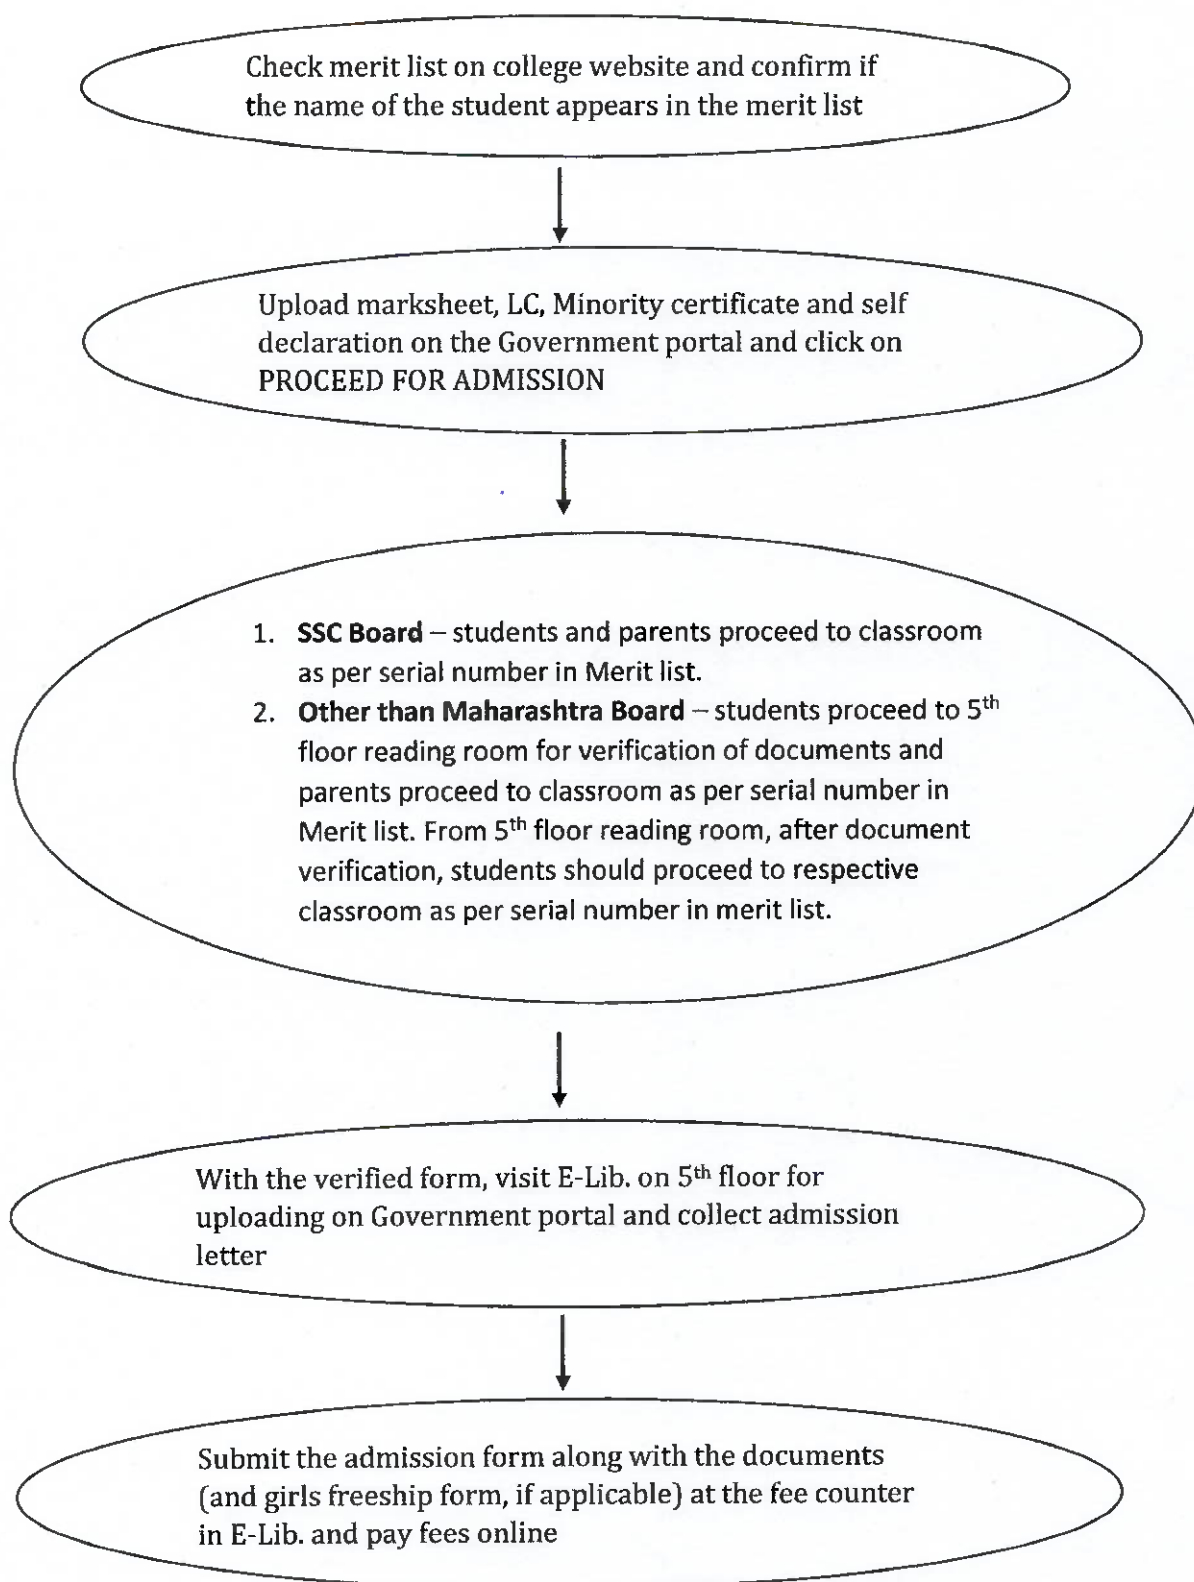 Check merit list on college website and confirm if
the name of the student appears in the merit list
Upload marksheet, LC, Minority certificate and self
declaration on the Government portal and click on
PROCEED FOR ADMISSION
1. SSC Board – students and parents proceed to classroom
as per serial number in Merit list.
2. Other than Maharashtra Board – students proceed to 5th
floor reading room for verification of documents and
parents proceed to classroom as per serial number in
Merit list. From 5th floor reading room, after document
verification, students should proceed to respective
classroom as per serial number in merit list.
With the verified form, visit E-Lib. on 5th floor for
uploading on Government portal and collect admission
letter
Submit the admission form along with the documents
(and girls freeship form, if applicable) at the fee counter
in E-Lib. and pay fees online